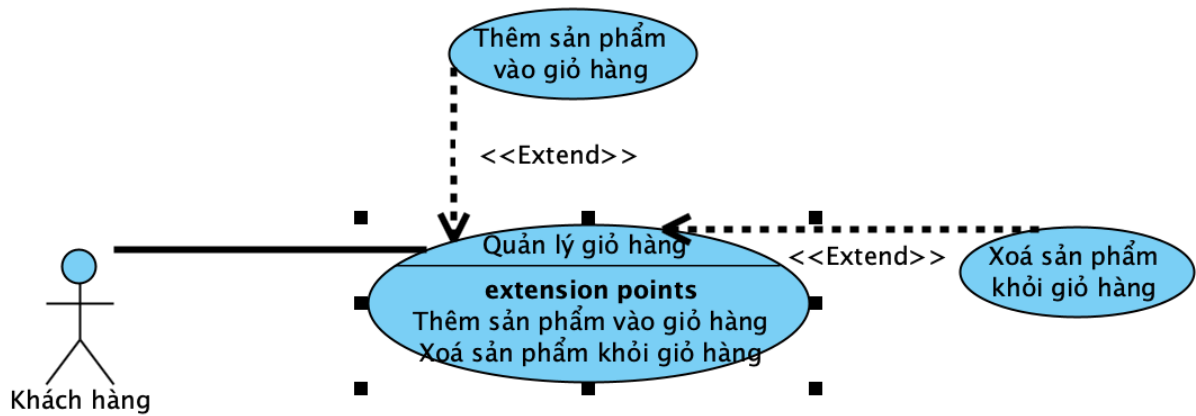 Thêm sản phẩm
vào giỏ hàng
<<Extend>>
Quản lý giỏ hàng
<<Extend>>
Xoá sản phẩm
khỏi giỏ hàng
extension points
Thêm sản phẩm vào giỏ hàng
Xoá sản phẩm khỏi giỏ hàng
Khách hàng